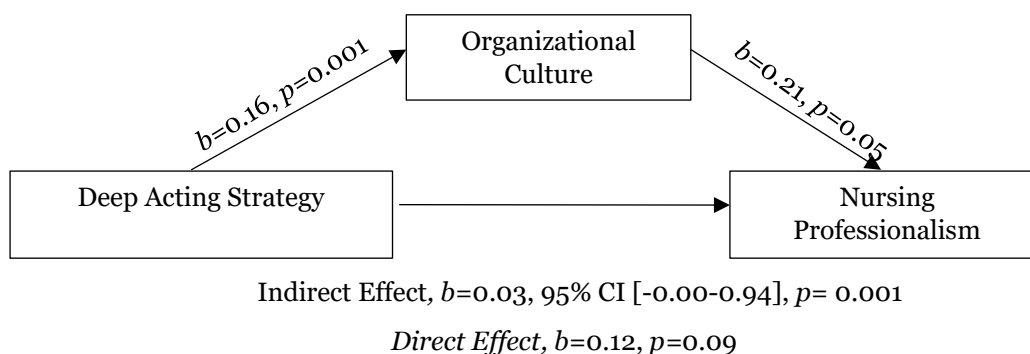 Organizational
Culture
b=0.16, p=0.001
b=0.21, p=0.05
Deep Acting Strategy
Nursing
Professionalism
Indirect Effect, b=0.03, 95% CI [-0.00-0.94], p= 0.001
Direct Effect, b=0.12, p=0.09